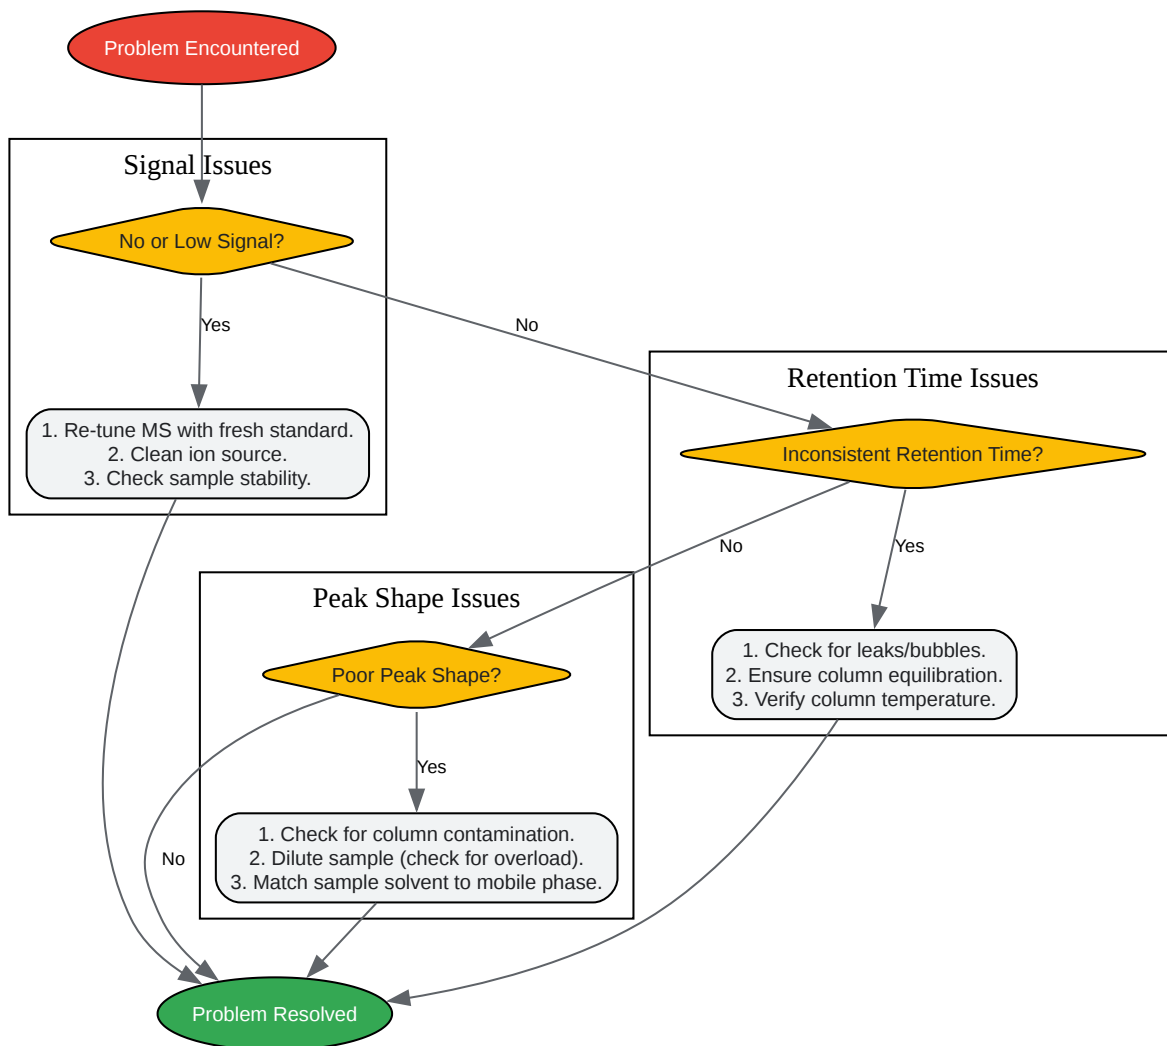 Problem Encountered
Signal Issues
No or Low Signal?
Yes
No
1. Re-tune MS with fresh standard.
2. Clean ion source.
3. Check sample stability.
Retention Time Issues
Inconsistent Retention Time?
No
Yes
1. Check for leaks/bubbles.
2. Ensure column equilibration.
3. Verify column temperature.
Peak Shape Issues
Poor Peak Shape?
Yes
No
1. Check for column contamination.
2. Dilute sample (check for overload).
3. Match sample solvent to mobile phase.
Problem Resolved